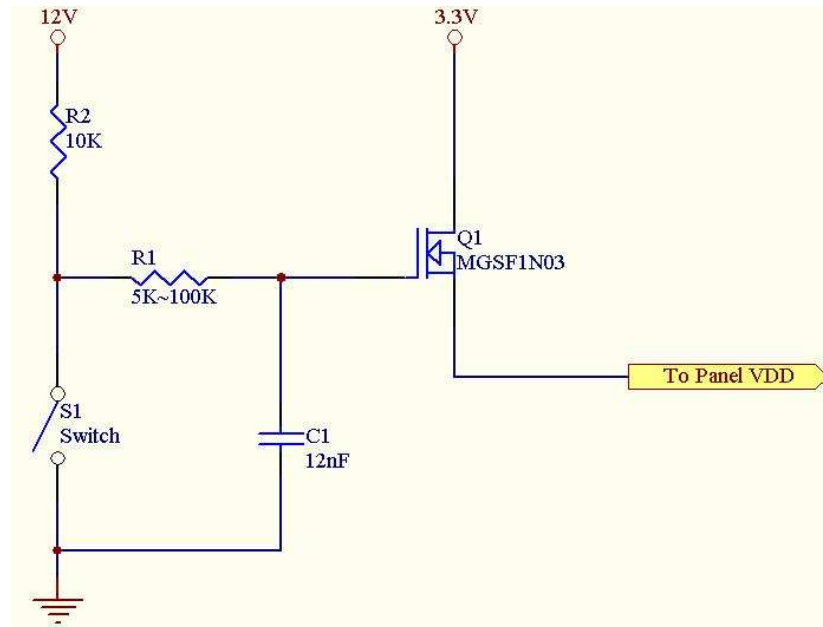 12V
3.3V
R2
10K
R1
5K~100K
Q1
MGSF1N03
To Panel VDD
S1
Switch
C1
12nF